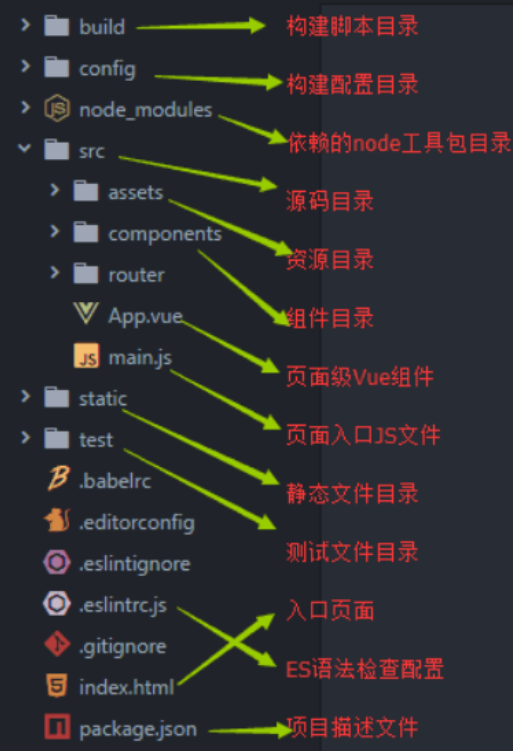 build
构建脚本目录
config
构建配置目录
node_modules
依赖的node工具包目录
src
源码目录
assets
资源目录
components
组件目录
router
App.vue
页面级Vue组件
main.js
页面入口JS文件
static
静态文件目录
test
测试文件目录
.babelrc
.editorconfig
.eslintignore
.eslintrc.js
入口页面
.gitignore
ES语法检查配置
index.html
package.json
项目描述文件